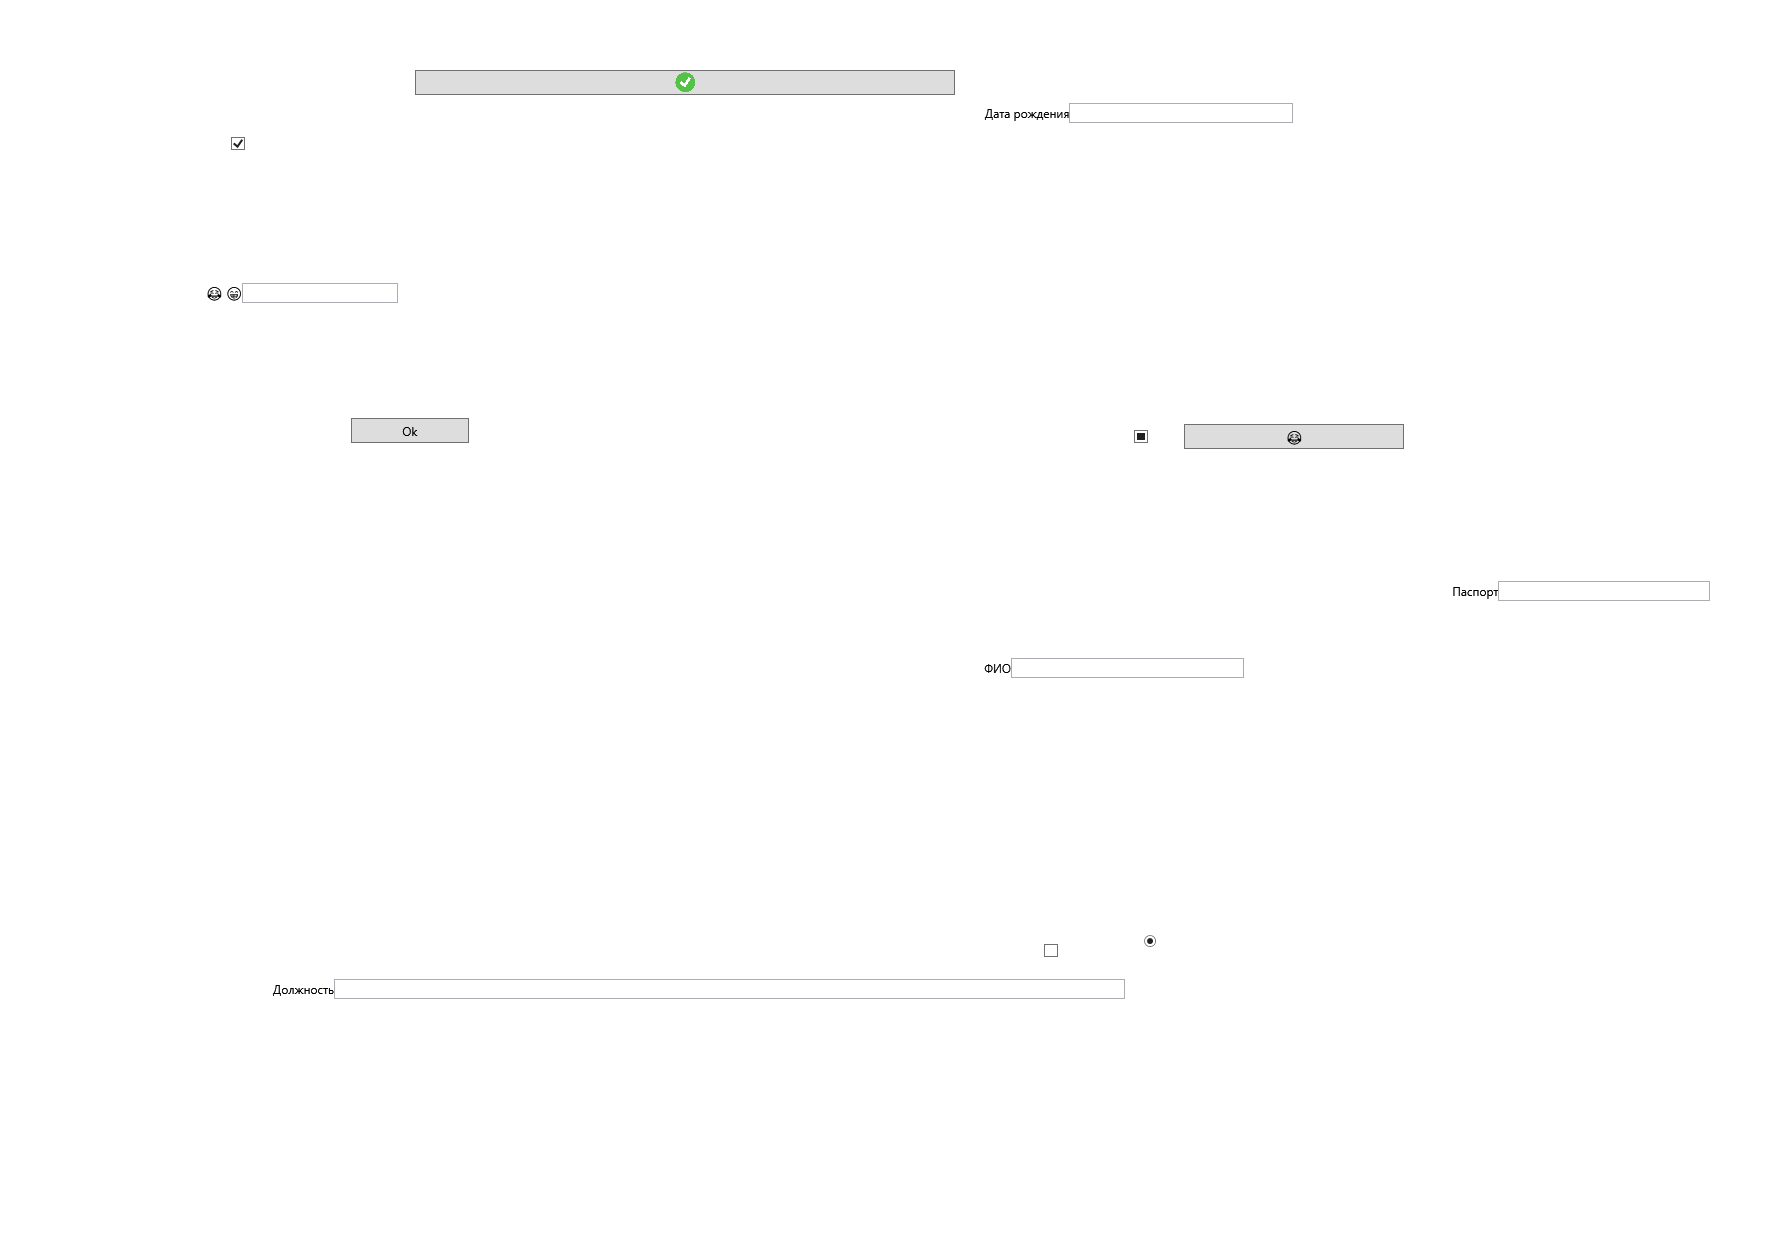 Дата рождения
😂 😁
Ok
😂
Паспорт
ФИО
Должность